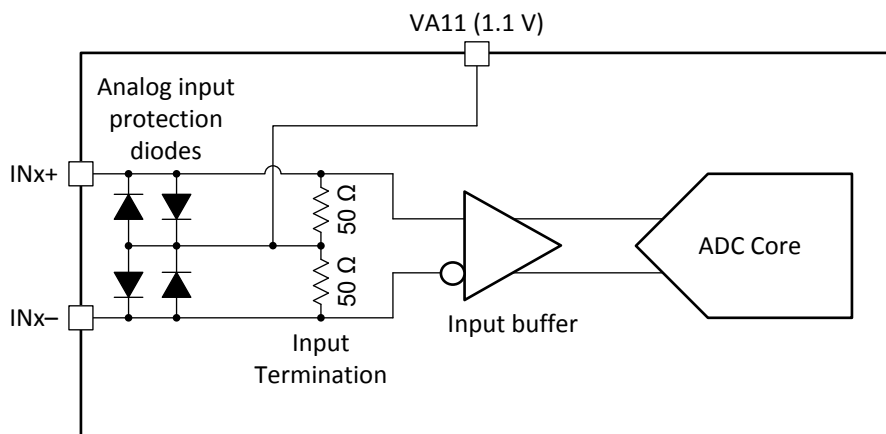 VA11 (1.1 V)
Analog input
protection
diodes
INx+
50 Ω
50 Ω
INx–
ADC Core
Input buffer
Input
Termination